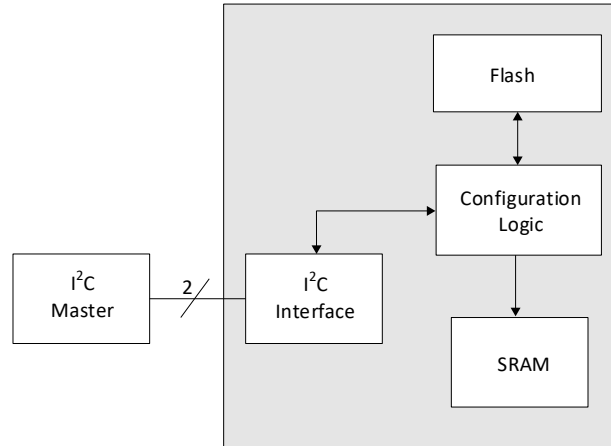 Flash
Configuration
Logic
I²C
Master
2
I²C
Interface
SRAM